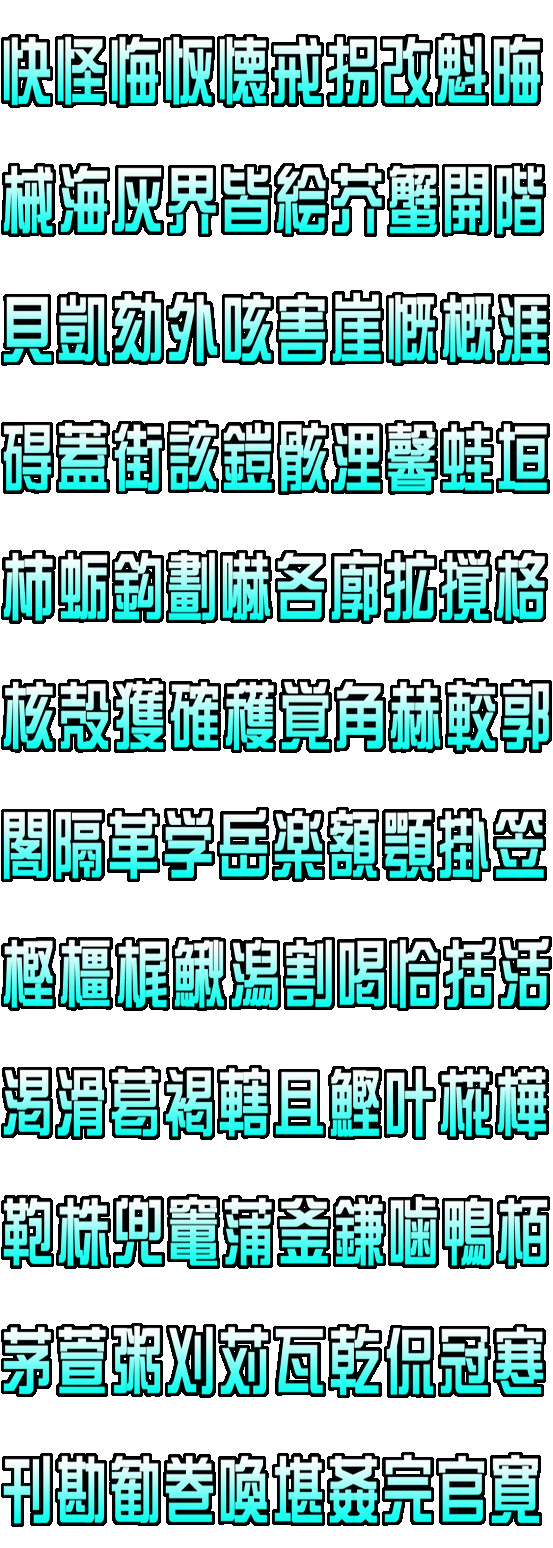 快怪悔恢懐戒拐改魁晦
械海灰界皆絵芥蟹開階
貝凱劾外咳害崖慨概涯
碍蓋街該鎧骸浬馨蛙垣
柿蛎鈎劃嚇各廓拡撹格
核殻獲確穫覚角赫較郭
閣隔革学岳楽額顎掛笠
樫橿梶鰍潟割喝恰括活
渇滑葛褐轄且鰹叶椛樺
鞄株兜竃蒲釜鎌噛鴨栢
茅萱粥刈苅瓦乾侃冠寒
刊勘勧巻喚堪姦完官寛